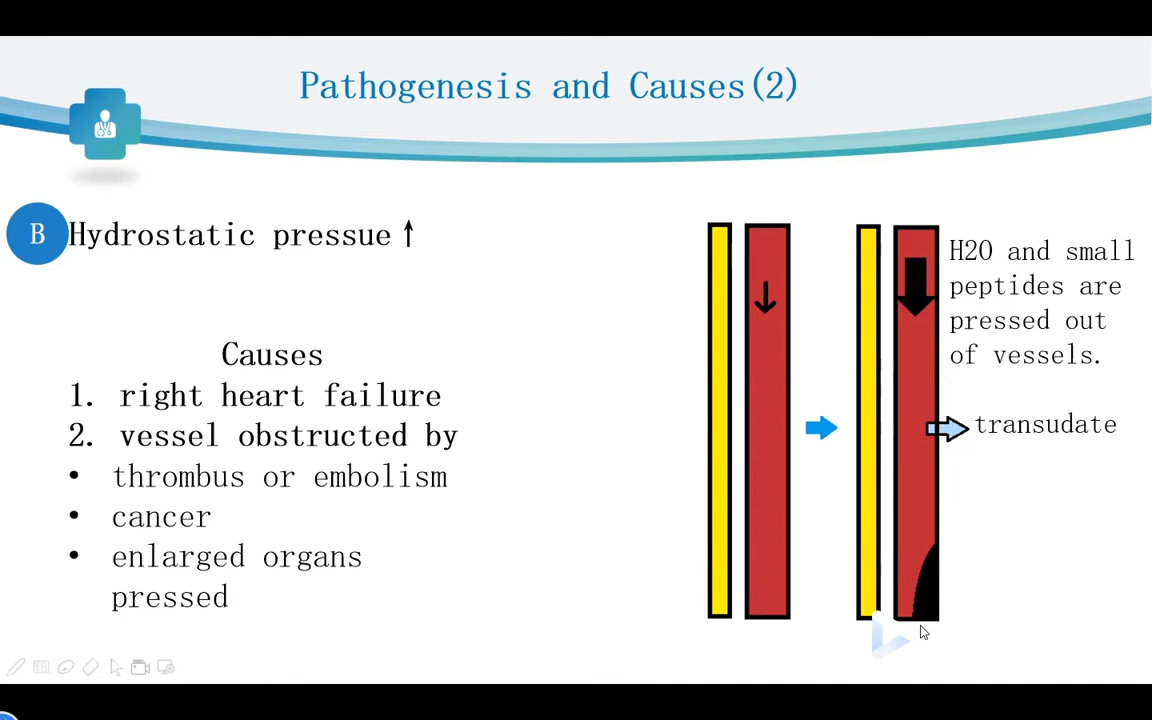 Pathogenesis and Causes(2)
B
Hydrostatic pressue↑
Causes
1. right heart failure
2. vessel obstructed by
• thrombus or embolism
• cancer
• enlarged organs
pressed
H2O and small
peptides are
pressed out
of vessels.
transudate